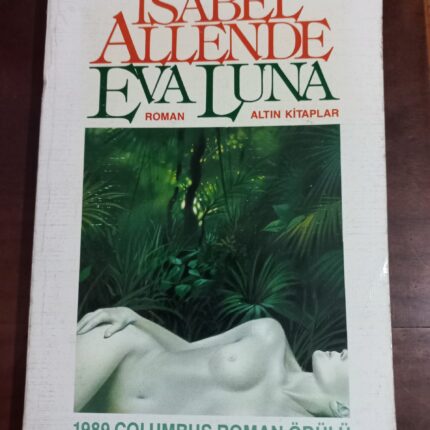 ISABEL
ALLENDE
EVA LUNA
ROMAN ALTIN KİTAPLAR
1989 COLUMBUS ROMAN ÖDÜLÜ